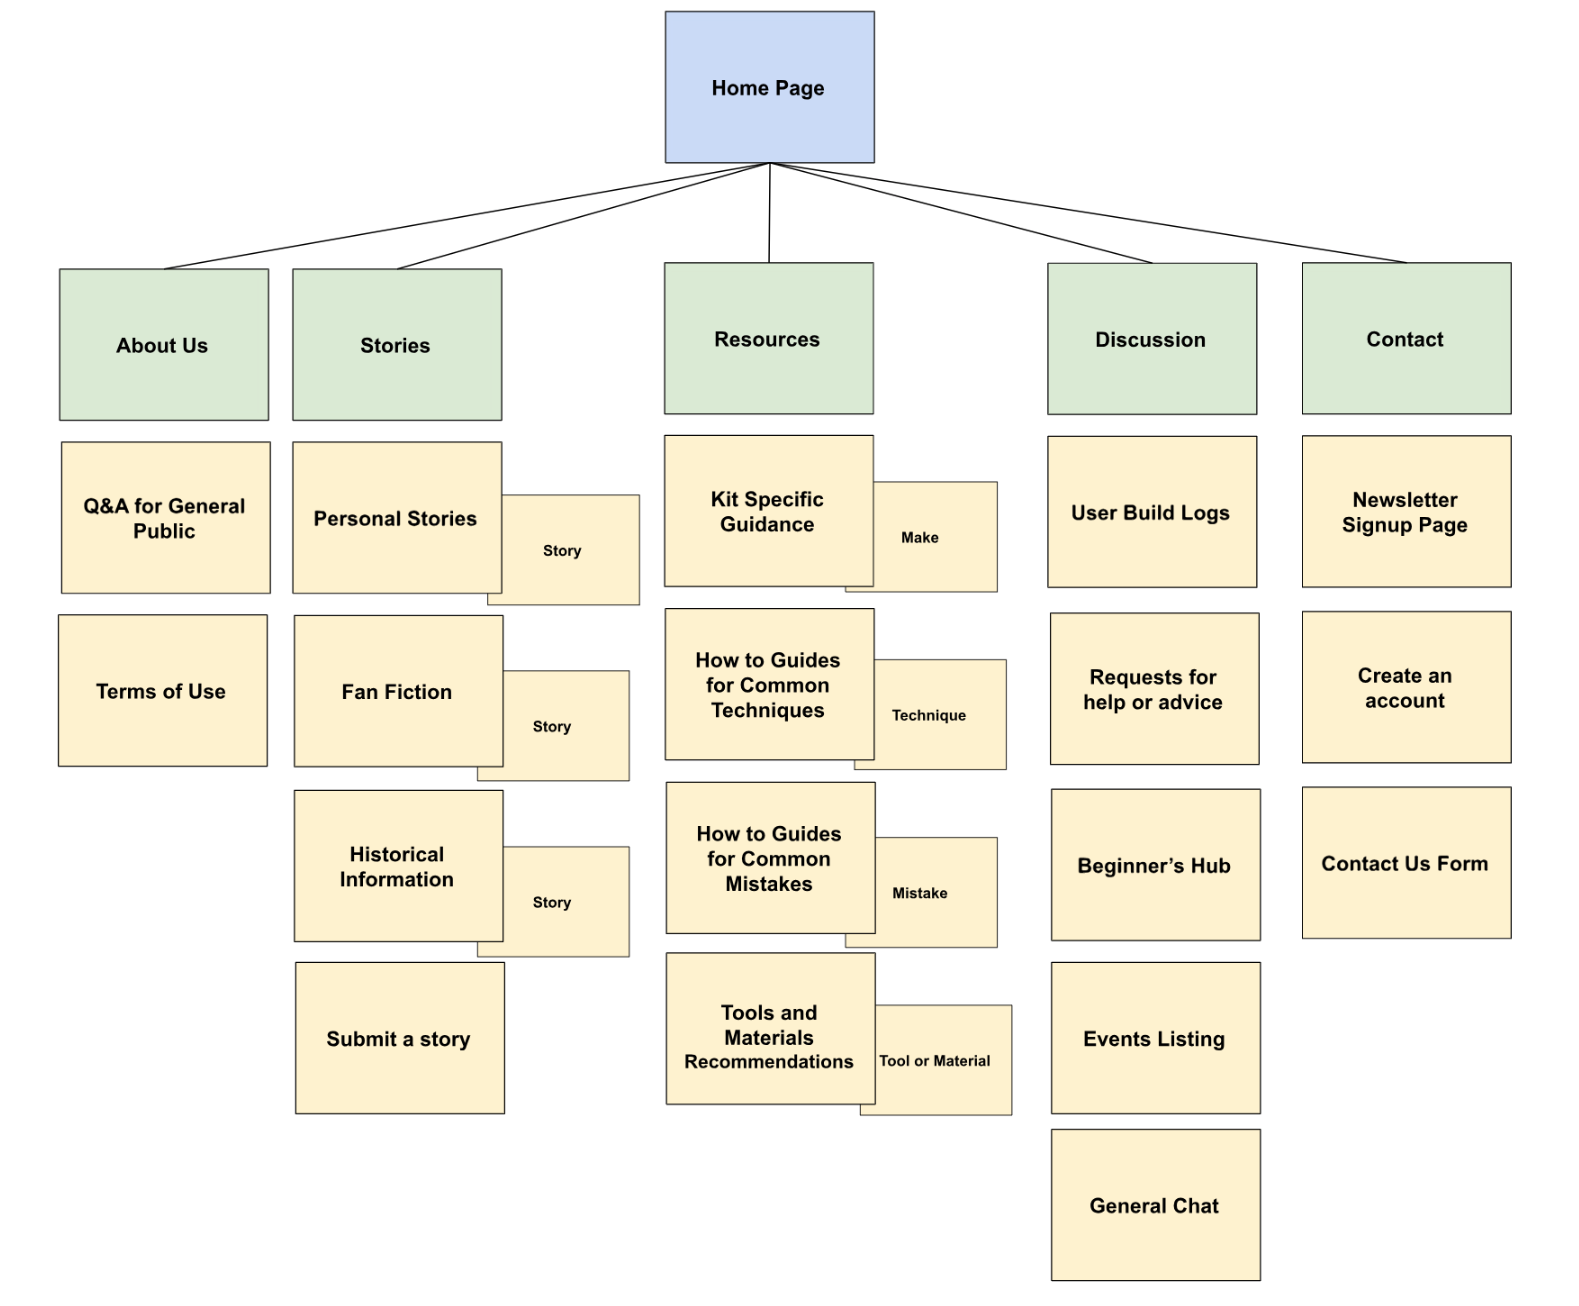 Home Page
About Us
Stories
Resources
Discussion
Contact
Q&A for General
Public
Terms of Use
Personal Stories
Story
Fan Fiction
Story
Historical
Information
Story
Submit a story
Kit Specific
Guidance
Make
How to Guides
for Common
Techniques
Technique
How to Guides
for Common
Mistakes
Mistake
Tools and
Materials
Recommendations
Tool or Material
User Build Logs
Requests for
help or advice
Beginner’s Hub
Events Listing
General Chat
Newsletter
Signup Page
Create an
account
Contact Us Form